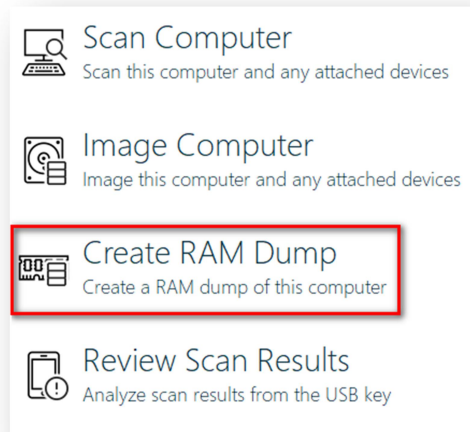 Scan Computer
Scan this computer and any attached devices
Image Computer
Image this computer and any attached devices
Create RAM Dump
Create a RAM dump of this computer
Review Scan Results
Analyze scan results from the USB key